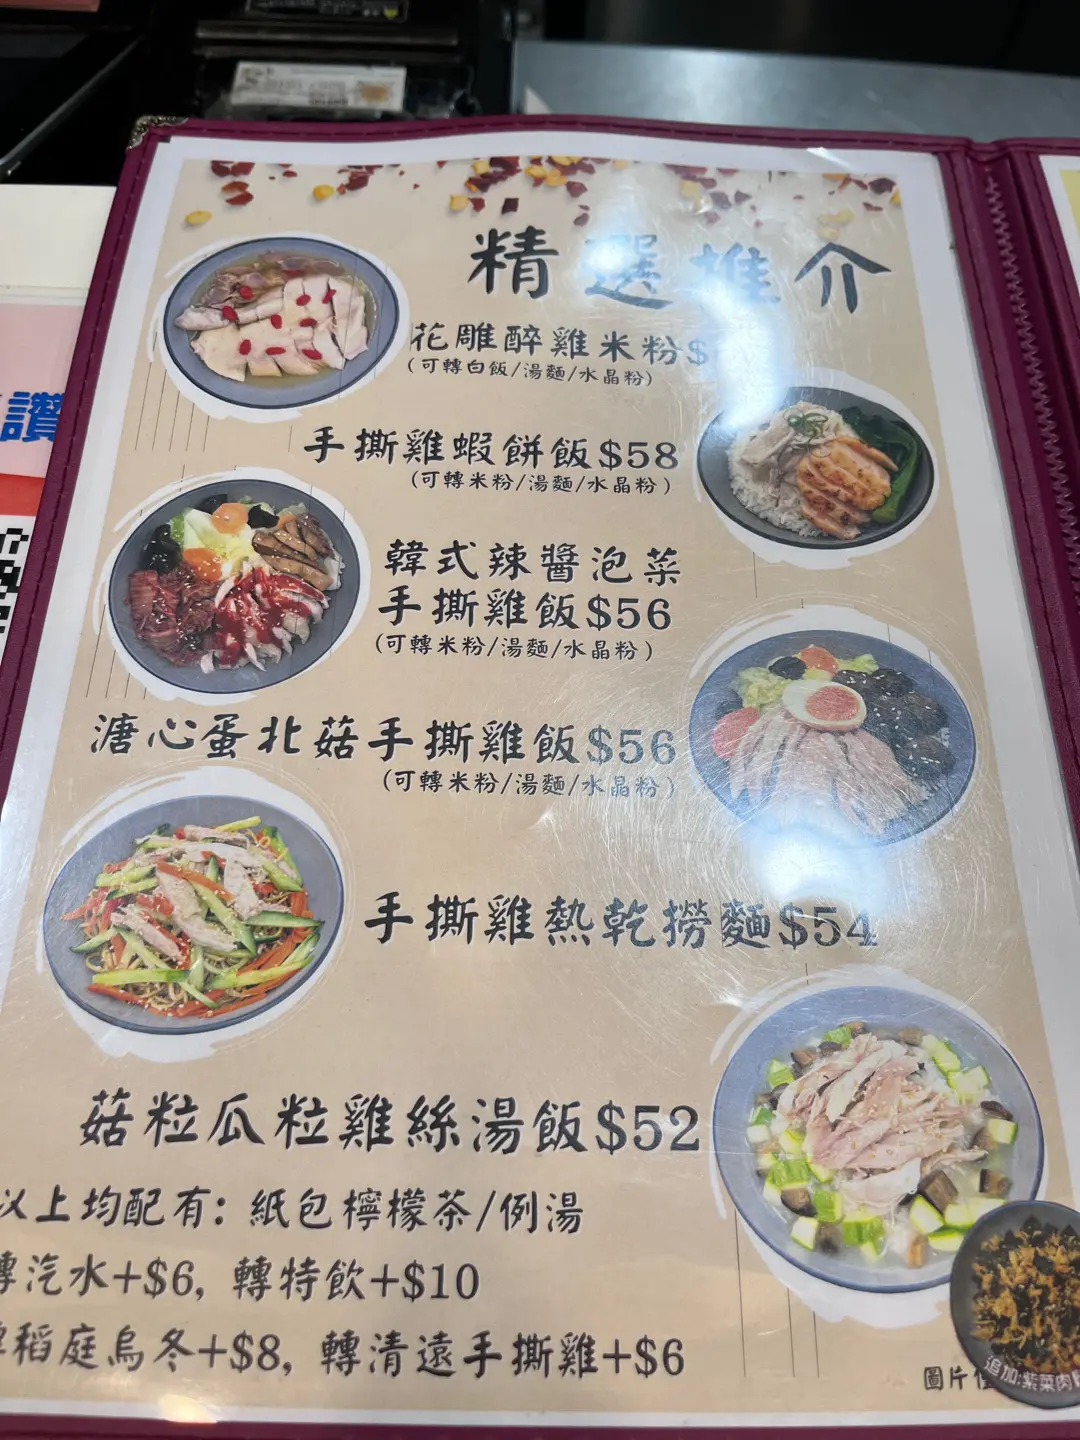 精選推介
花雕醉雞米粉$
(可轉白飯/湯麵/水晶粉)
手撕雞蝦餅飯$58
(可轉米粉/湯麵/水晶粉)
韓式辣醬泡菜
手撕雞飯$56
(可轉米粉/湯麵/水晶粉)
溏心蛋北菇手撕雞飯$56
(可轉米粉/湯麵/水晶粉)
手撕雞熱乾撈麵$54
菇粒瓜粒雞絲湯飯$52
以上均配有: 紙包檸檬茶/例湯
轉汽水+$6, 轉特飲+$10
稻庭烏冬+$8, 轉清遠手撕雞+$6
追加:紫菜肉
圖片
讚